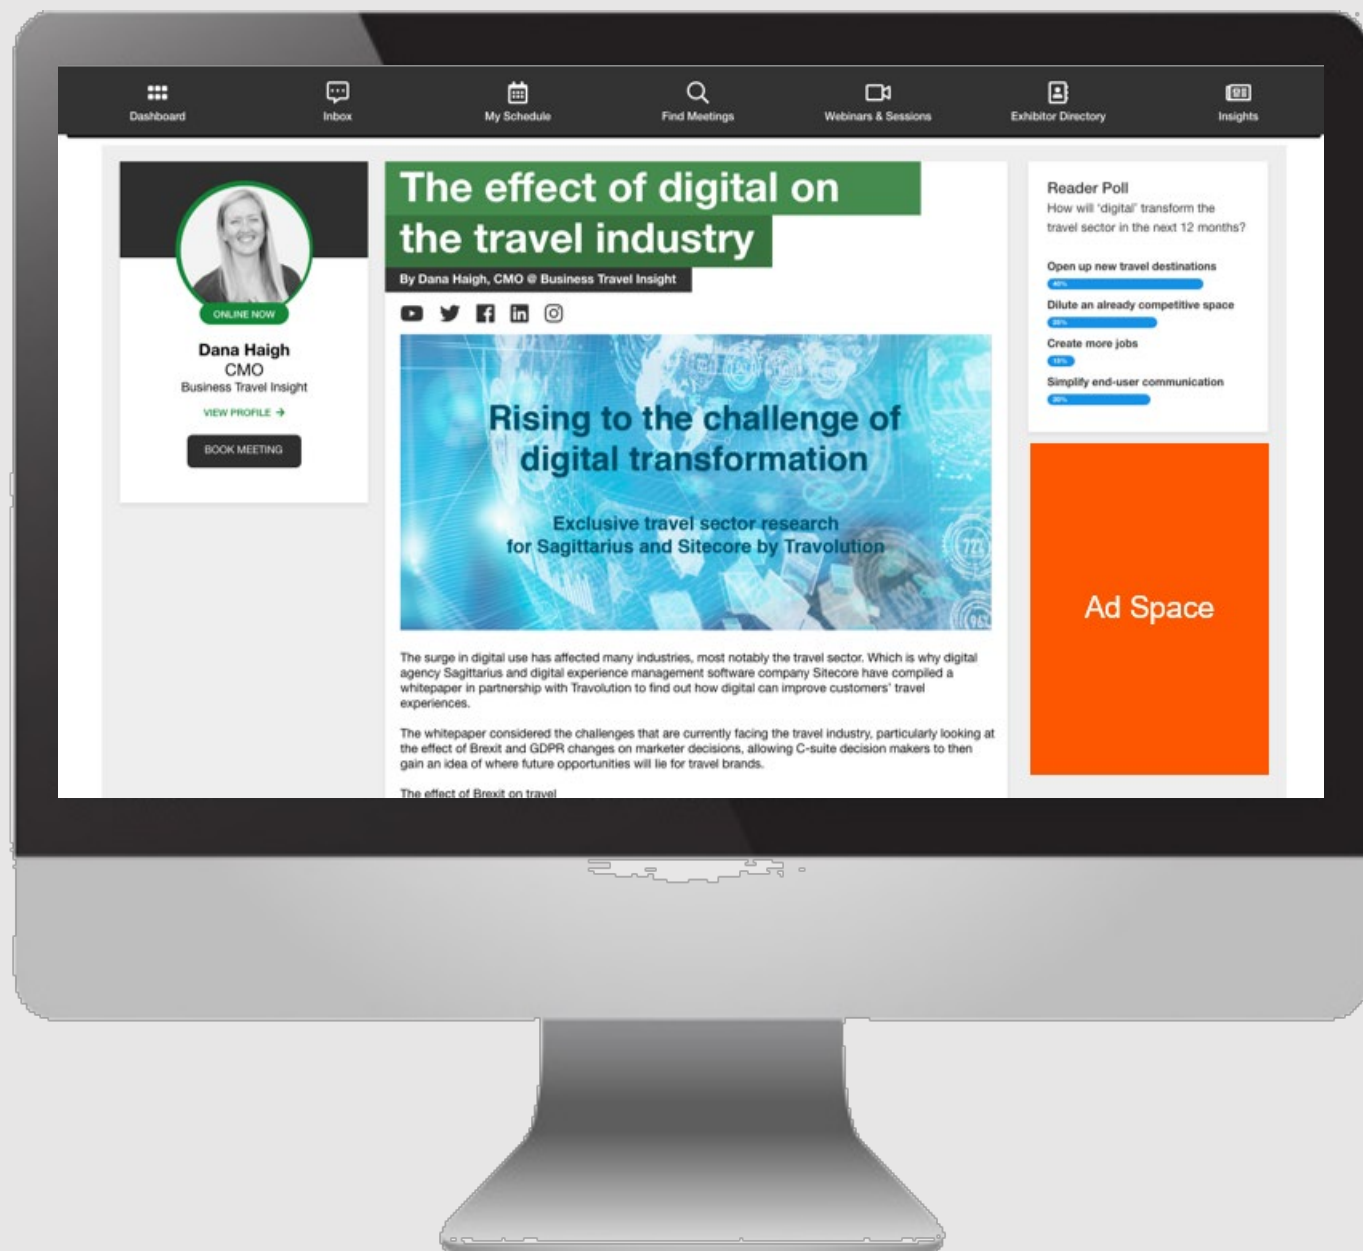 Dashboard
Inbox
My Schedule
Find Meetings
Webinars & Sessions
Exhibitor Directory
Insights
ONLINE NOW
Dana Haigh
CMO
Business Travel Insight
VIEW PROFILE →
BOOK MEETING
The effect of digital on
the travel industry
By Dana Haigh, CMO @ Business Travel Insight
Rising to the challenge of
digital transformation
Exclusive travel sector research
for Sagittarius and Sitecore by Travolution
The surge in digital use has affected many industries, most notably the travel sector. Which is why digital
agency Sagittarius and digital experience management software company Sitecore have compiled a
whitepaper in partnership with Travolution to find out how digital can improve customers' travel
experiences.
The whitepaper considered the challenges that are currently facing the travel industry, particularly looking at
the effect of Brexit and GDPR changes on marketer decisions, allowing C-suite decision makers to then
gain an idea of where future opportunities will lie for travel brands.
The effect of Brexit on travel
Reader Poll
How will 'digital' transform the
travel sector in the next 12 months?
Open up new travel destinations
40%
Dilute an already competitive space
Create more jobs
10%
Simplify end-user communication
Ad Space